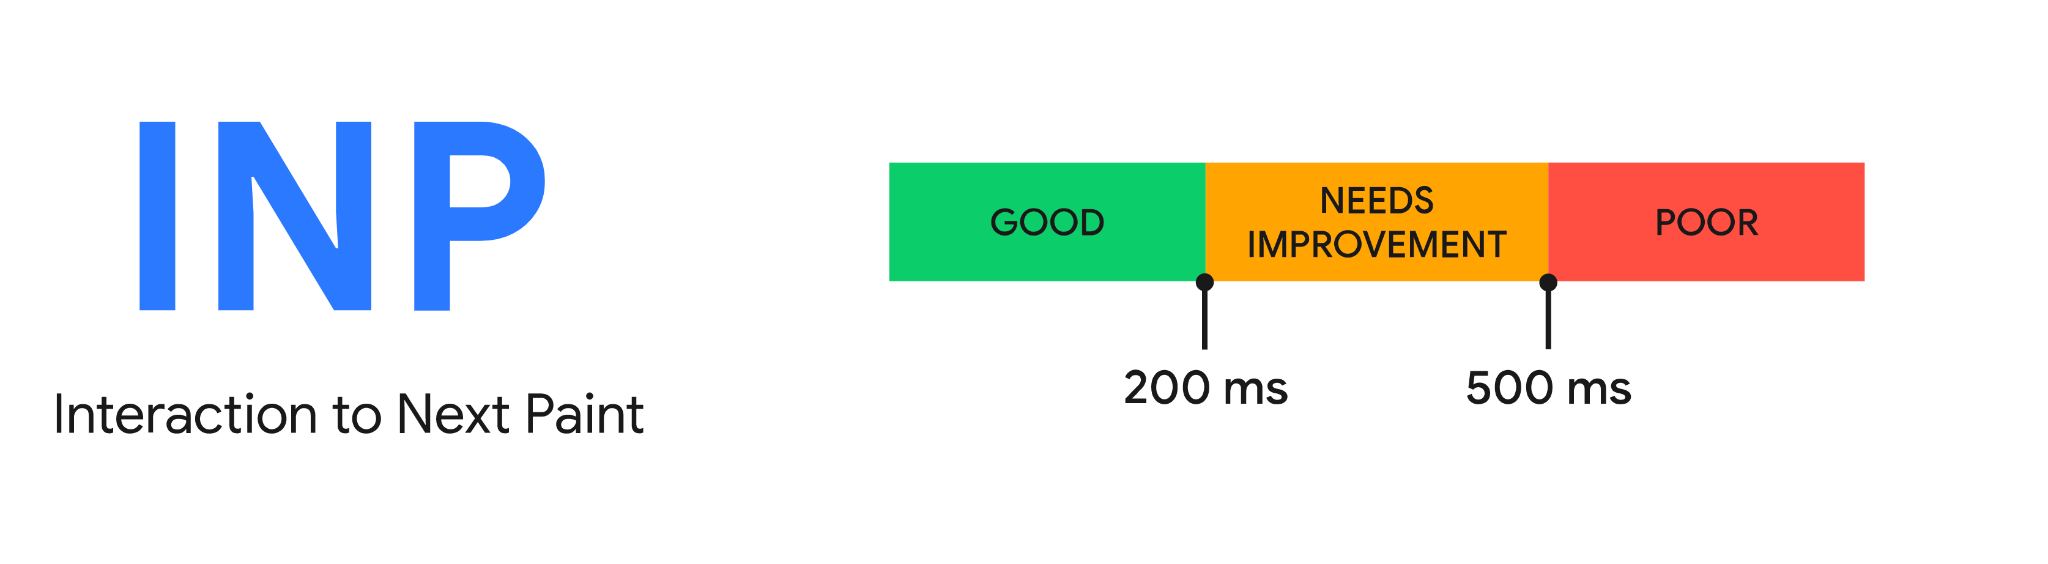 INP
Interaction to Next Paint
GOOD
NEEDS
IMPROVEMENT
POOR
200 ms
500 ms